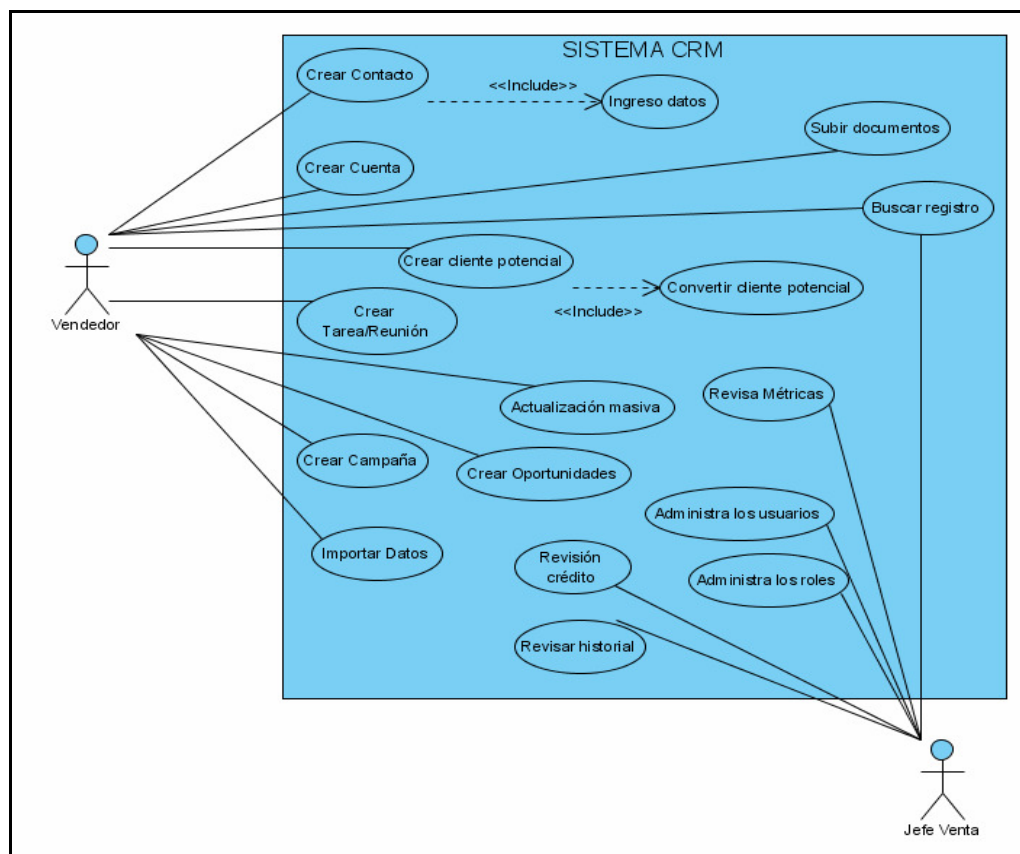 SISTEMA CRM
Crear Contacto
<<Include>>
Ingreso datos
Subir documentos
Crear Cuenta
Buscar registro
Crear cliente potencial
Convertir cliente potencial
<<Include>>
Crear
Tarea/Reunión
Vendedor
Revisa Métricas
Actualización masiva
Crear Campaña
Crear Oportunidades
Administra los usuarios
Importar Datos
Revisión
crédito
Administra los roles
Revisar historial
Jefe Venta